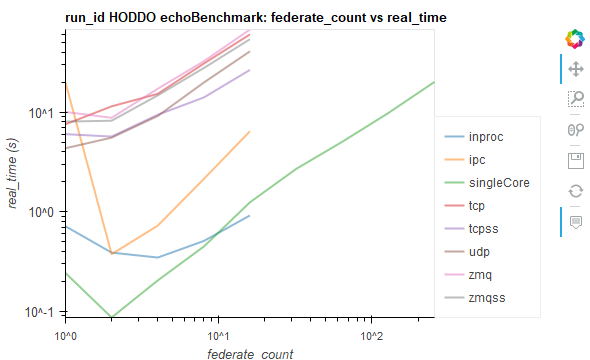 run_id HODDO echoBenchmark: federate_count vs real_time
real_time (s)
10^1
10^0
10^-1
10^0
10^1
10^2
federate_count
inproc
ipc
singleCore
tcp
tcpss
udp
zmq
zmqss